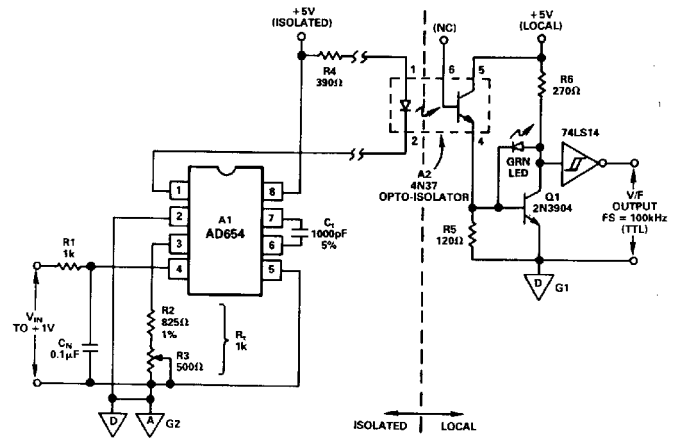 +5V
(ISOLATED)
(NC)
+5V
(LOCAL)
R4
390Ω
1
6
5
R6
270Ω
2
4
74LS14
A2
4N37
OPTO-ISOLATOR
GRN
LED
Q1
2N3904
V/F
OUTPUT
FS = 100kHz
(TTL)
R5
120Ω
D
G1
1
2
3
4
A1
AD654
8
7
6
5
Ct
1000pF
5%
R1
1k
VIN
TO +1V
CN
0.1µF
R2
825Ω
1%
R3
500Ω
Rt
1k
D
A
G2
ISOLATED
LOCAL